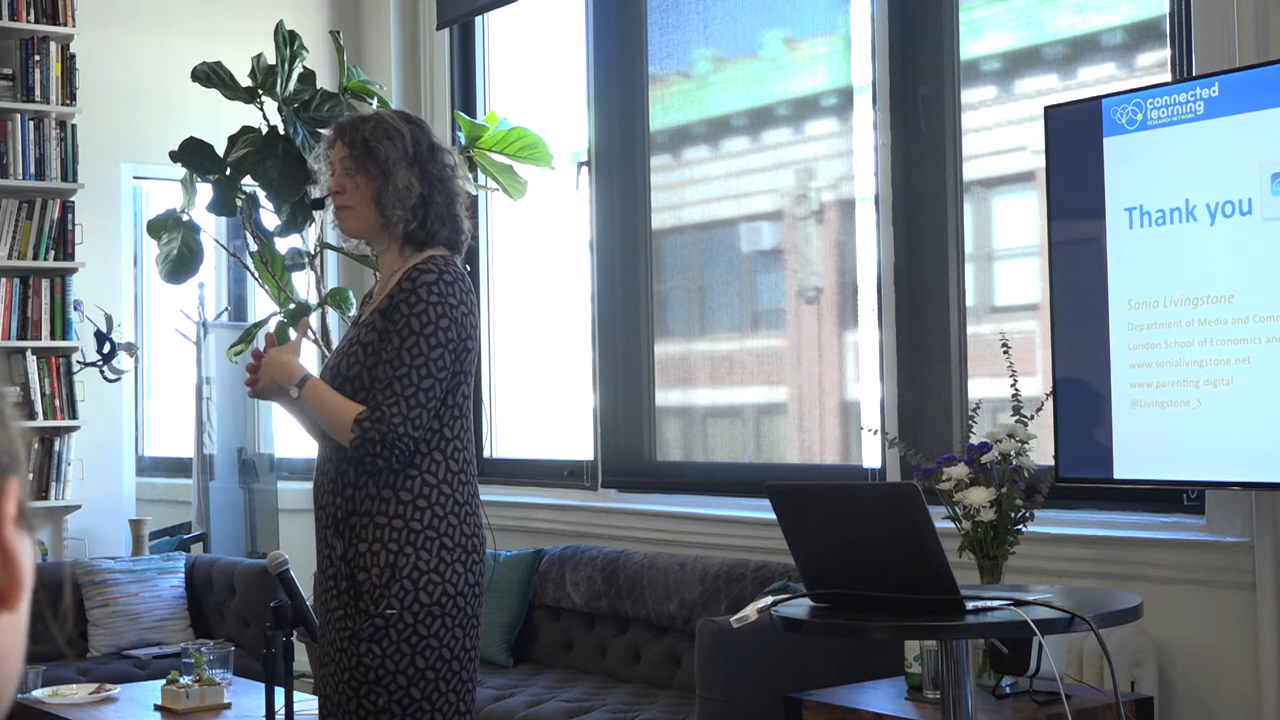 connected
learning
RESEARCH NETWORK
Thank you
Sonia Livingstone
Department of Media and Comm
London School of Economics and
www.sonialivingstone.net
www.parenting.digital
@Livingstone_S